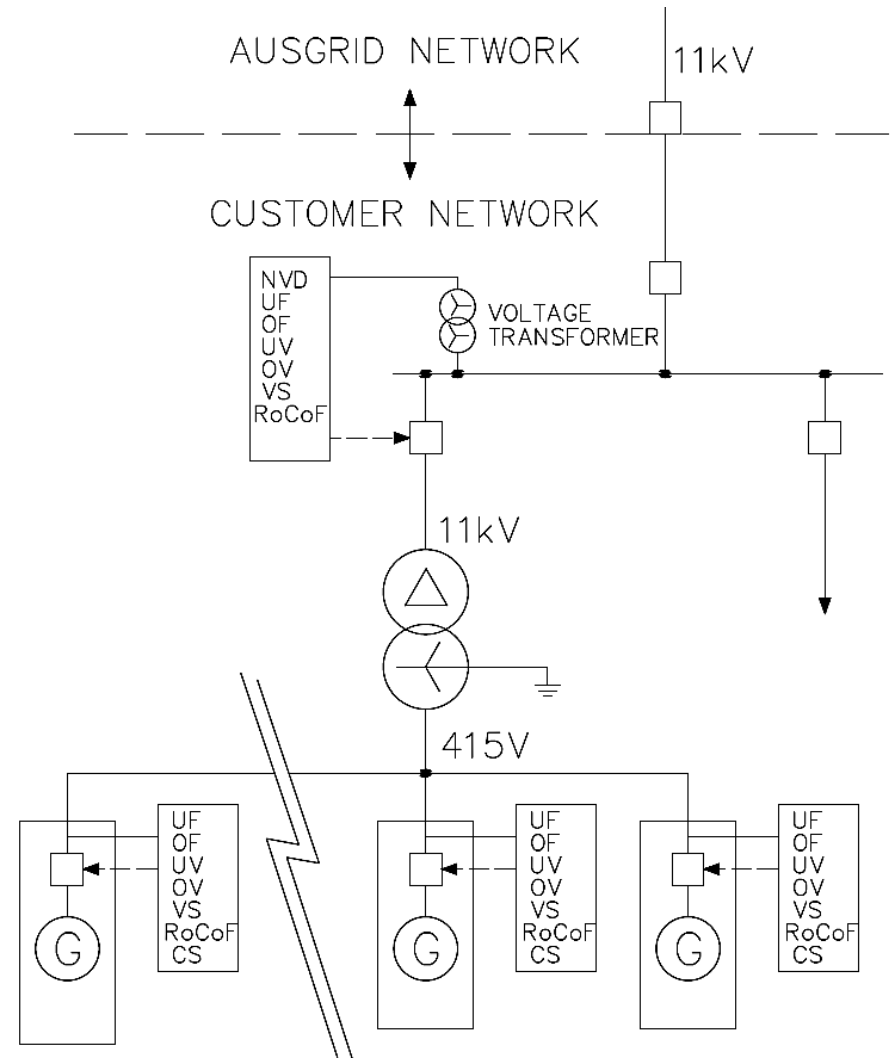 AUSGRID NETWORK
11kV
CUSTOMER NETWORK
NVD
UF
OF
UV
OV
VS
RoCoF
VOLTAGE
TRANSFORMER
11kV
415V
UF
OF
UV
OV
VS
RoCoF
CS
G
UF
OF
UV
OV
VS
RoCoF
CS
G
UF
OF
UV
OV
VS
RoCoF
CS
G